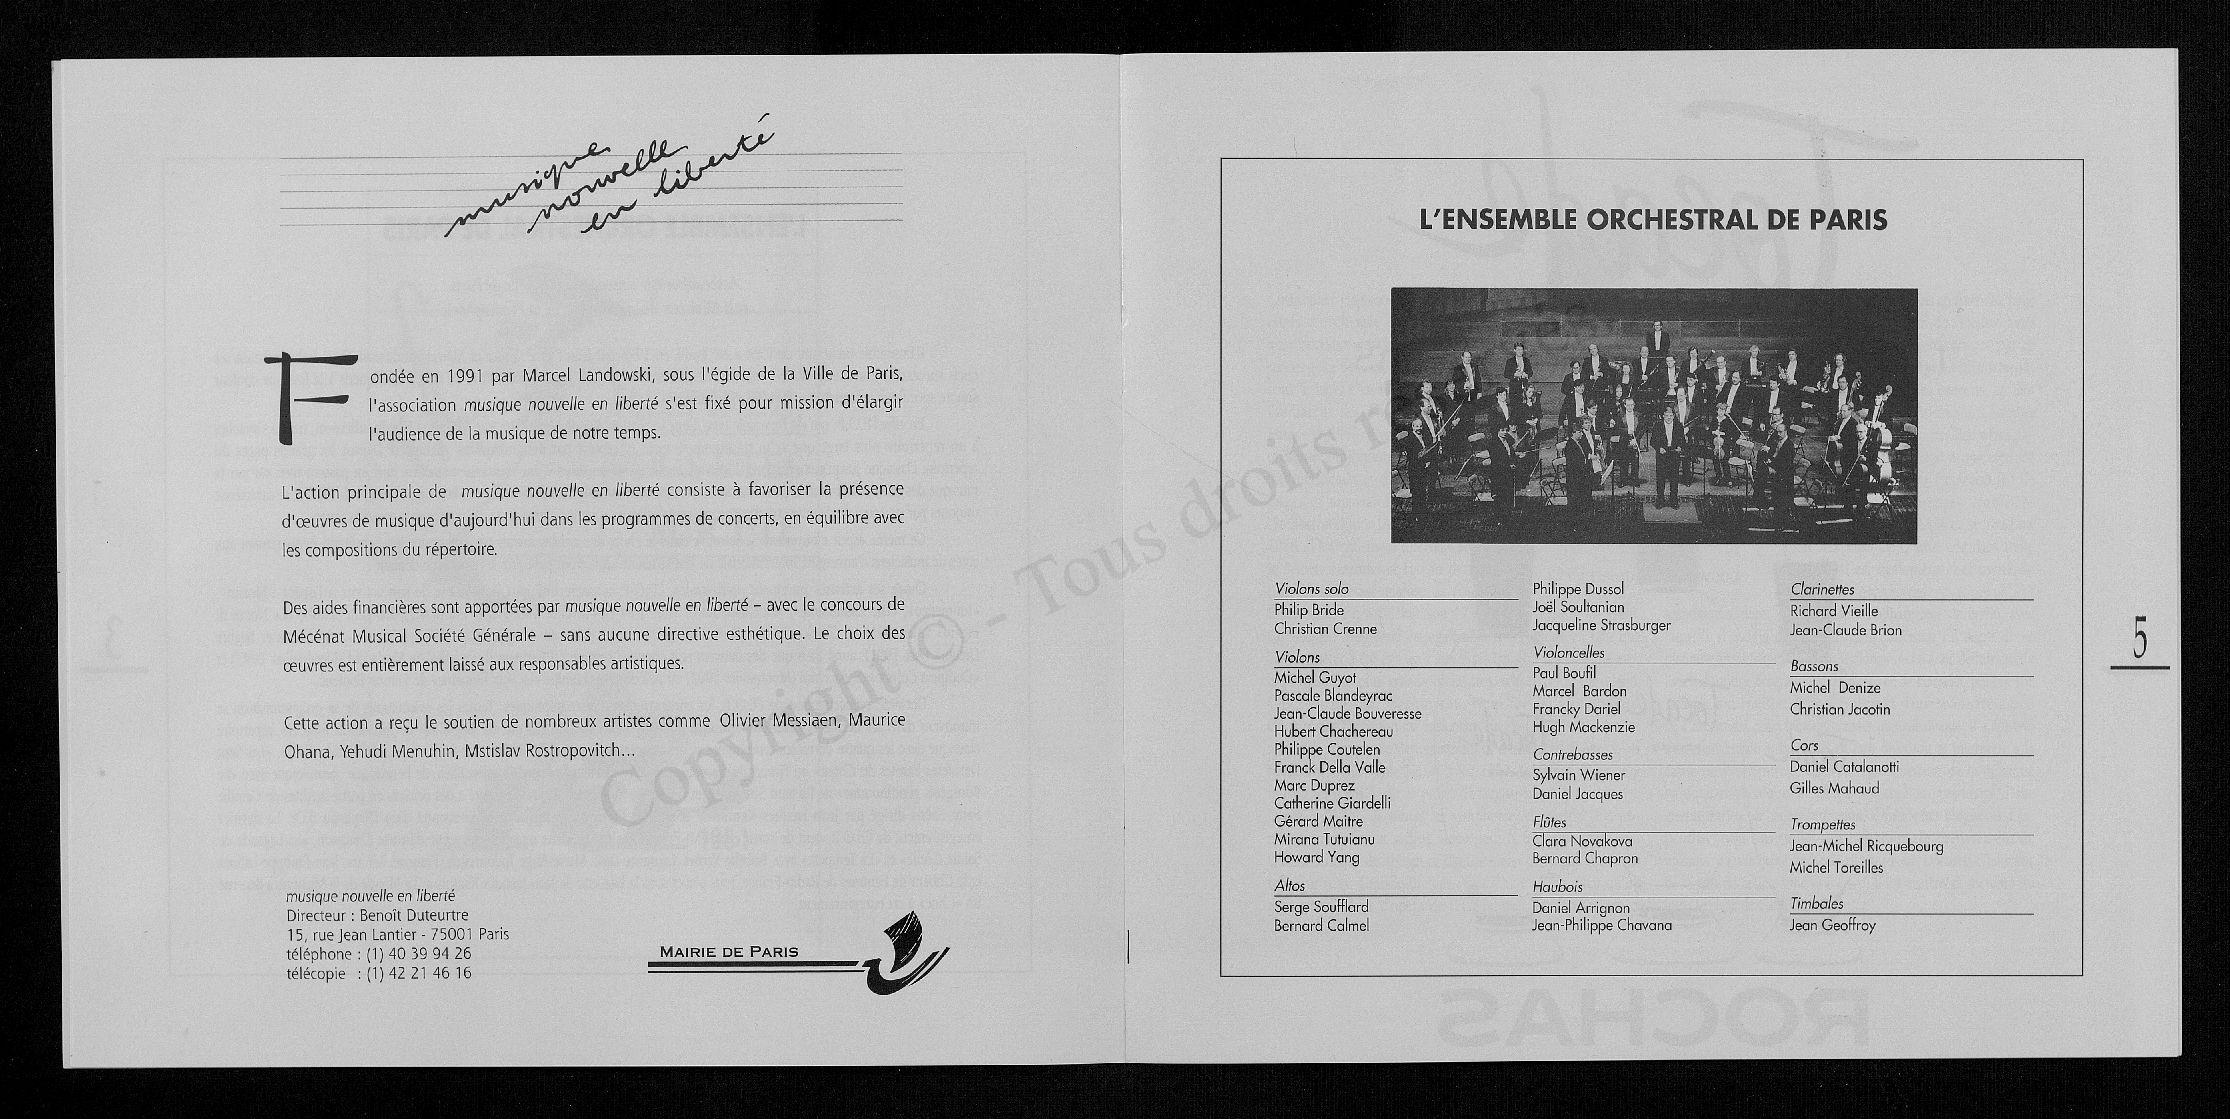 musique
nouvelle
en liberté
Fondée en 1991 par Marcel Landowski, sous l'égide de la Ville de Paris,
l'association musique nouvelle en liberté s'est fixé pour mission d'élargir
l'audience de la musique de notre temps.
L'action principale de musique nouvelle en liberté consiste à favoriser la présence
d'œuvres de musique d'aujourd'hui dans les programmes de concerts, en équilibre avec
les compositions du répertoire.
Des aides financières sont apportées par musique nouvelle en liberté – avec le concours de
Mécénat Musical Société Générale – sans aucune directive esthétique. Le choix des
œuvres est entièrement laissé aux responsables artistiques.
Cette action a reçu le soutien de nombreux artistes comme Olivier Messiaen, Maurice
Ohana, Yehudi Menuhin, Mstislav Rostropovitch...
musique nouvelle en liberté
Directeur : Benoît Duteurtre
15, rue Jean Lantier - 75001 Paris
téléphone : (1) 40 39 94 26
télécopie : (1) 42 21 46 16
MAIRIE DE PARIS
Copyright © - Tous droits
L'ENSEMBLE ORCHESTRAL DE PARIS
Violons solo
Philip Bride
Christian Crenne
Violons
Michel Guyot
Pascale Blandeyrac
Jean-Claude Bouveresse
Hubert Chachereau
Philippe Coutelen
Franck Della Valle
Marc Duprez
Catherine Giardelli
Gérard Maitre
Mirana Tutuianu
Howard Yang
Altos
Serge Soufflard
Bernard Calmel
Philippe Dussol
Joël Soultanian
Jacqueline Strasburger
Violoncelles
Paul Boufil
Marcel Bardon
Francky Dariel
Hugh Mackenzie
Contrebasses
Sylvain Wiener
Daniel Jacques
Flûtes
Clara Novakova
Bernard Chapron
Haubois
Daniel Arrignon
Jean-Philippe Chavana
Clarinettes
Richard Vieille
Jean-Claude Brion
Bassons
Michel Denize
Christian Jacotin
Cors
Daniel Catalanotti
Gilles Mahaud
Trompettes
Jean-Michel Ricquebourg
Michel Toreilles
Timbales
Jean Geoffroy
5
ROCHAS